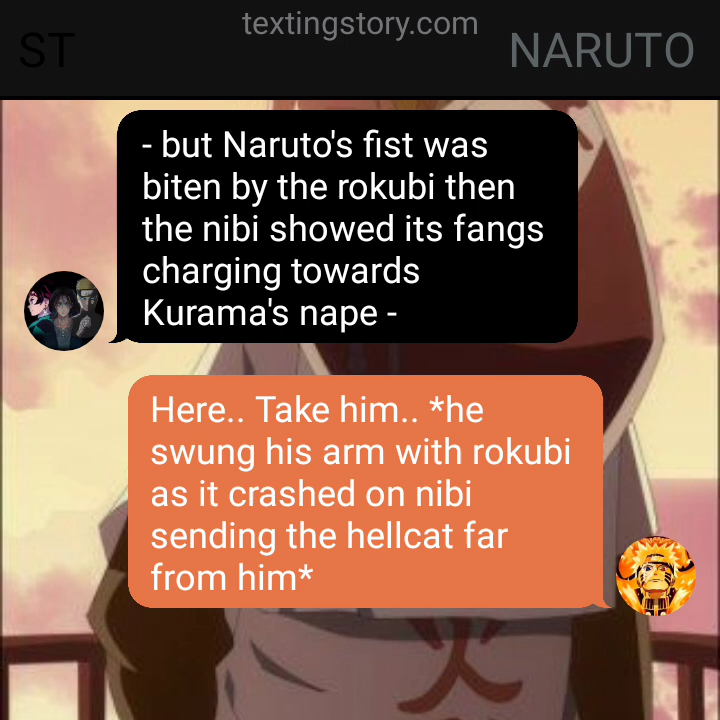 textingstory.com
ST
NARUTO
- but Naruto's fist was
biten by the rokubi then
the nibi showed its fangs
charging towards
Kurama's nape -
Here.. Take him.. *he
swung his arm with rokubi
as it crashed on nibi
sending the hellcat far
from him*
火